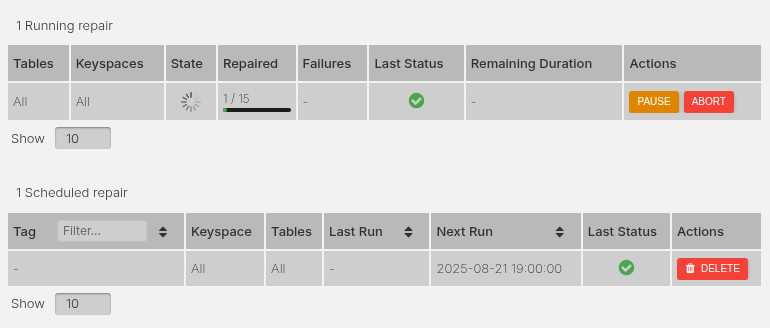 1 Running repair
Tables Keyspaces State Repaired Failures Last Status Remaining Duration Actions
All All 1 / 15 - - PAUSE ABORT
Show 10
1 Scheduled repair
Tag Filter... Keyspace Tables Last Run Next Run Last Status Actions
- All All - 2025-08-21 19:00:00 DELETE
Show 10